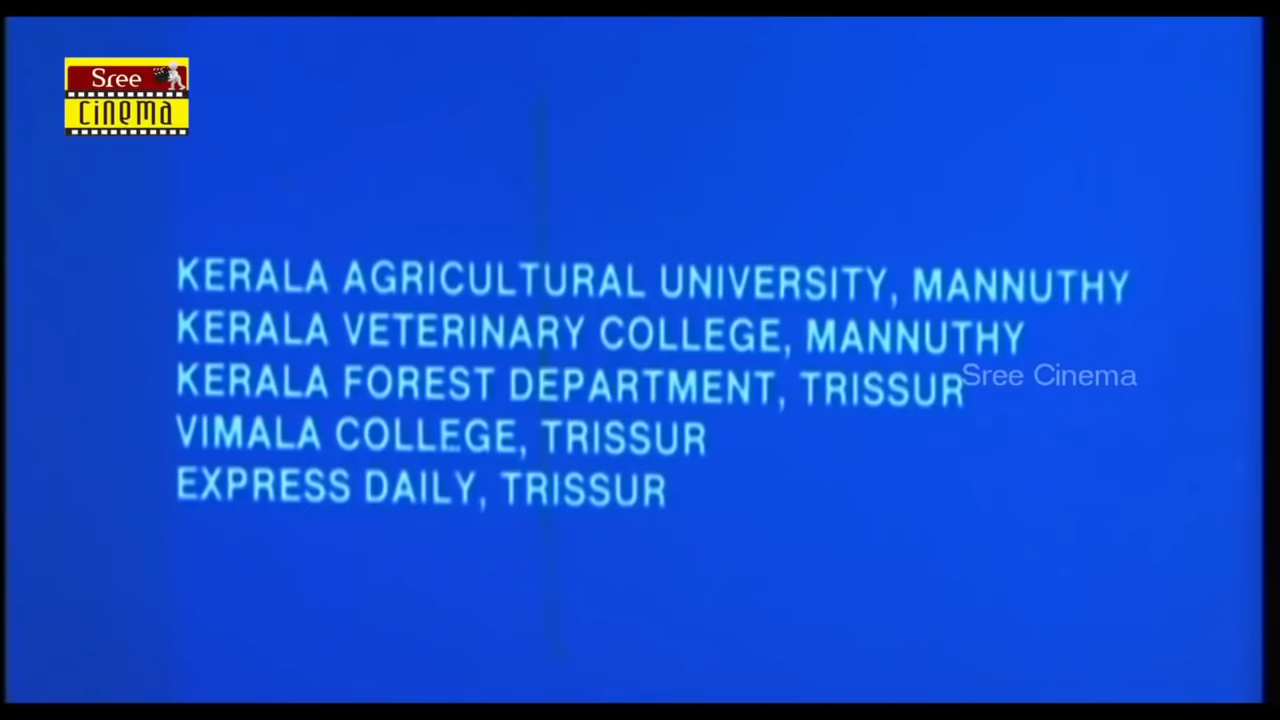 Sree
cinema
KERALA AGRICULTURAL UNIVERSITY, MANNUTHY
KERALA VETERINARY COLLEGE, MANNUTHY
KERALA FOREST DEPARTMENT, TRISSUR
Sree Cinema
VIMALA COLLEGE, TRISSUR
EXPRESS DAILY, TRISSUR